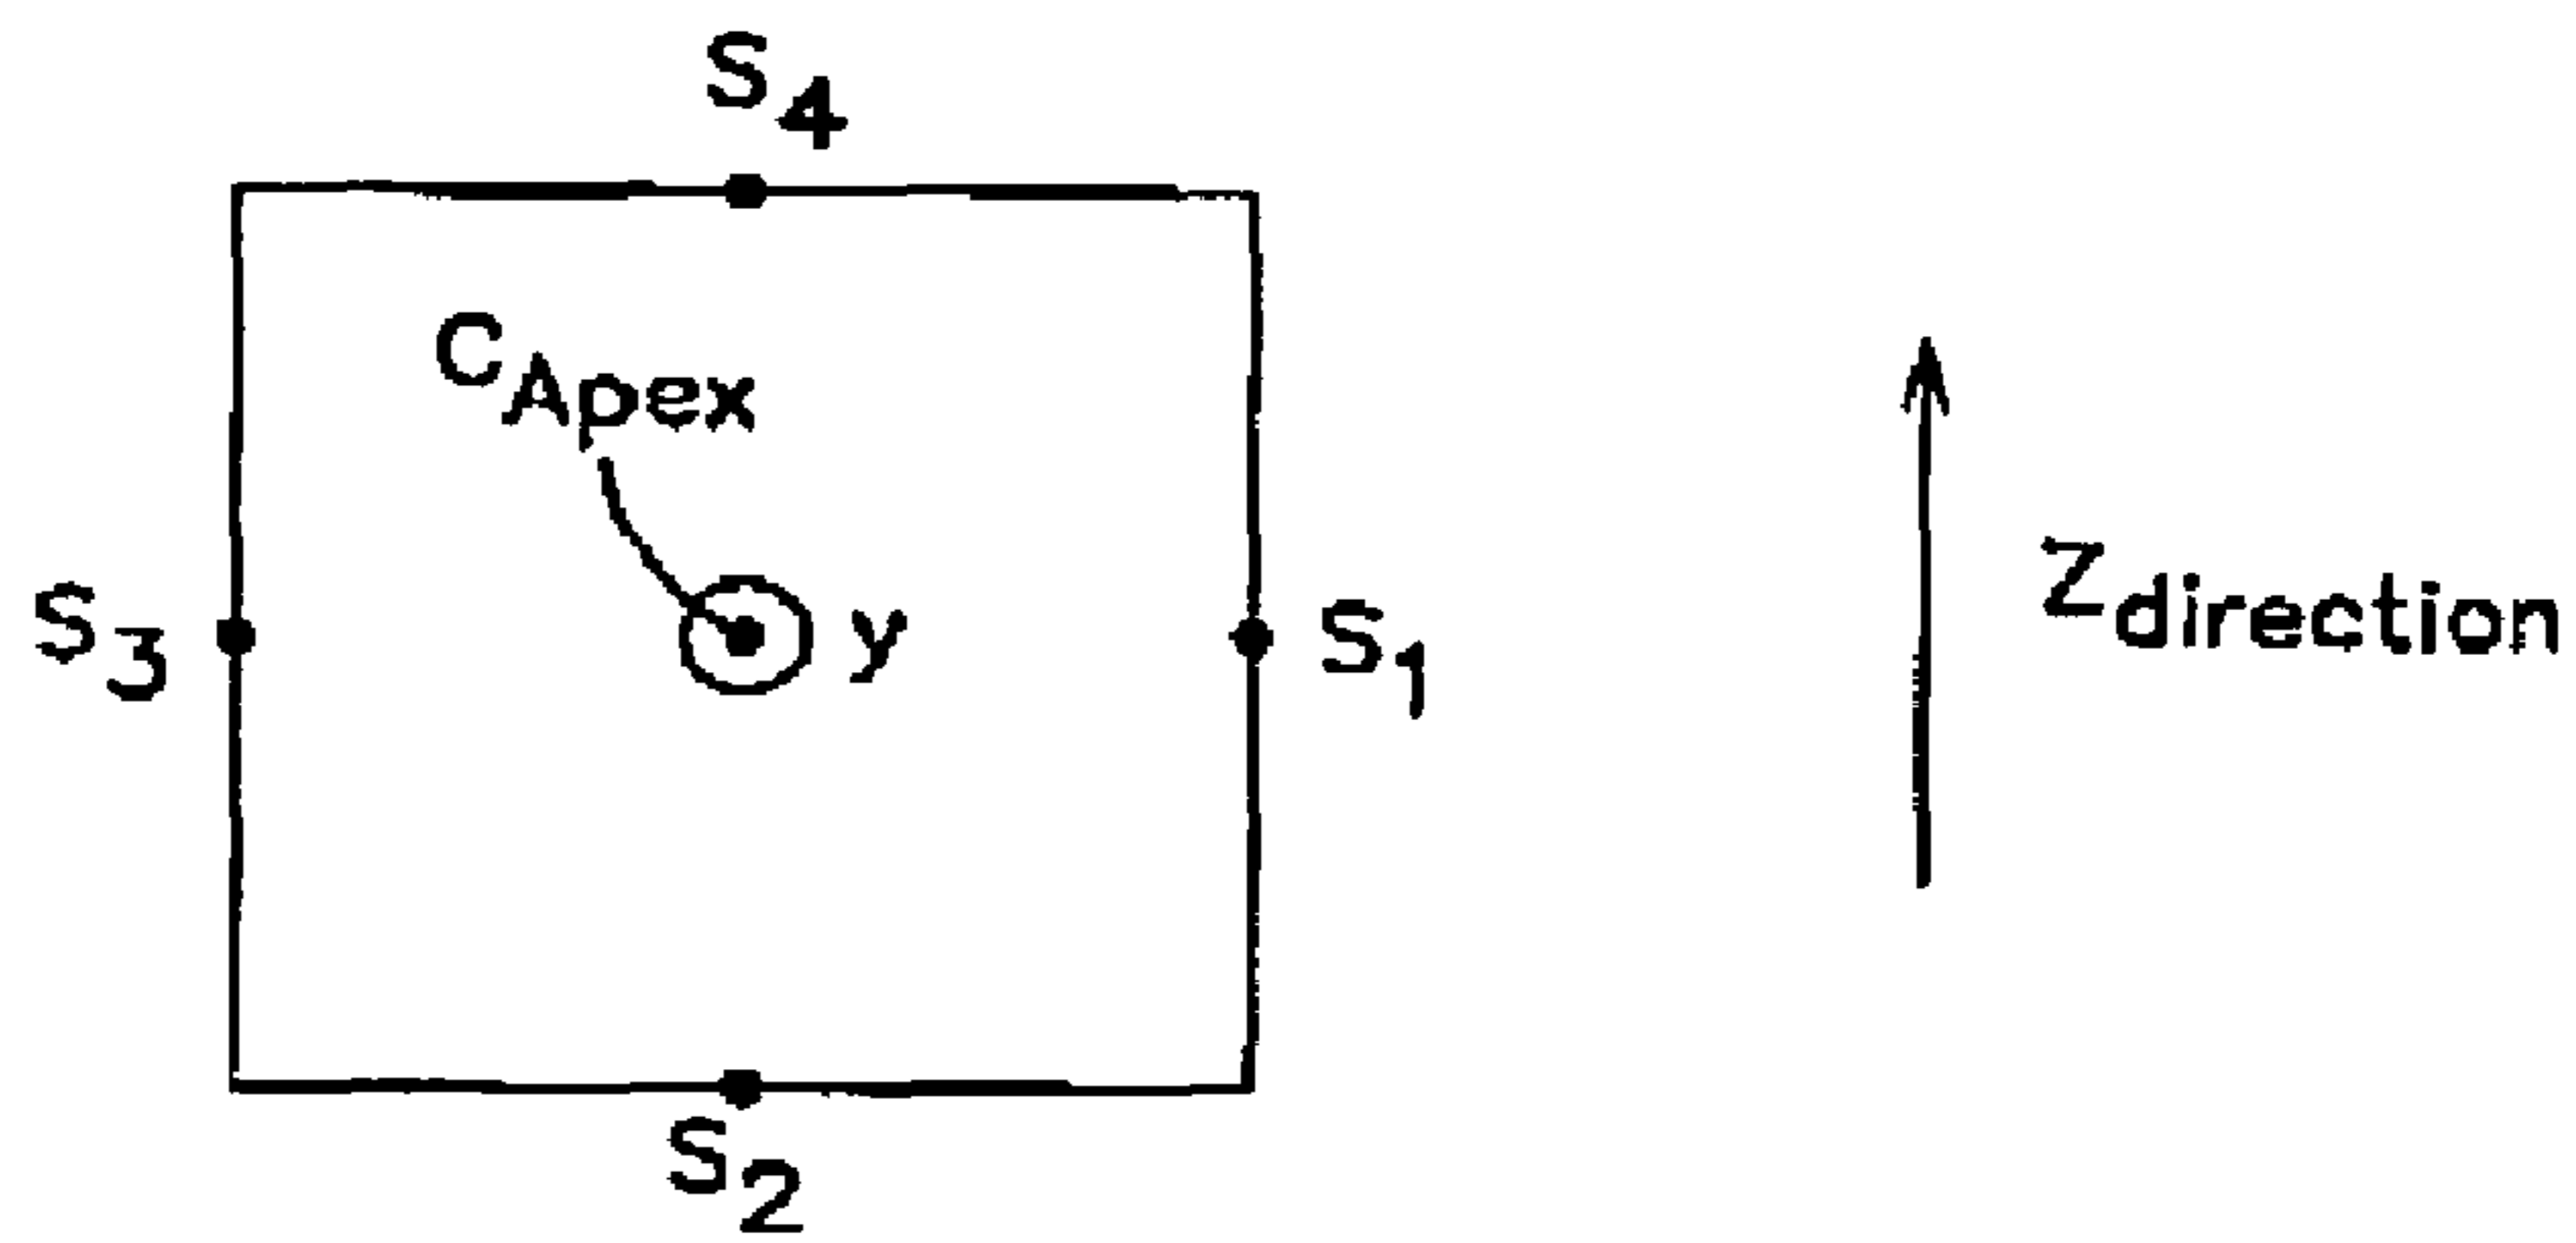 S4
CApex
S3
y
S1
Zdirection
S2